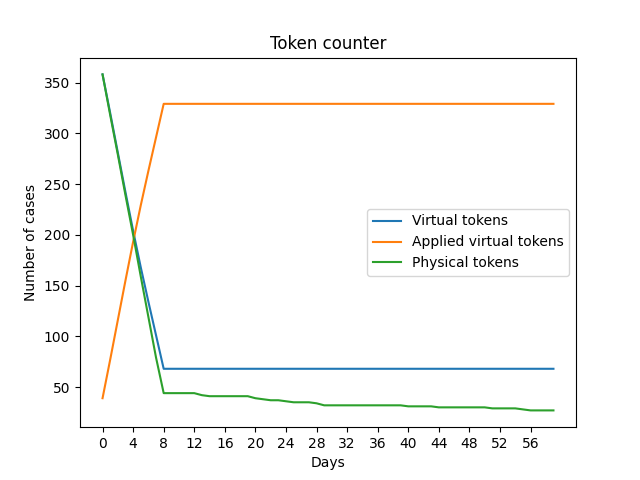 Token counter
Number of cases
350
300
250
200
150
100
50
Virtual tokens
Applied virtual tokens
Physical tokens
0 4 8 12 16 20 24 28 32 36 40 44 48 52 56
Days